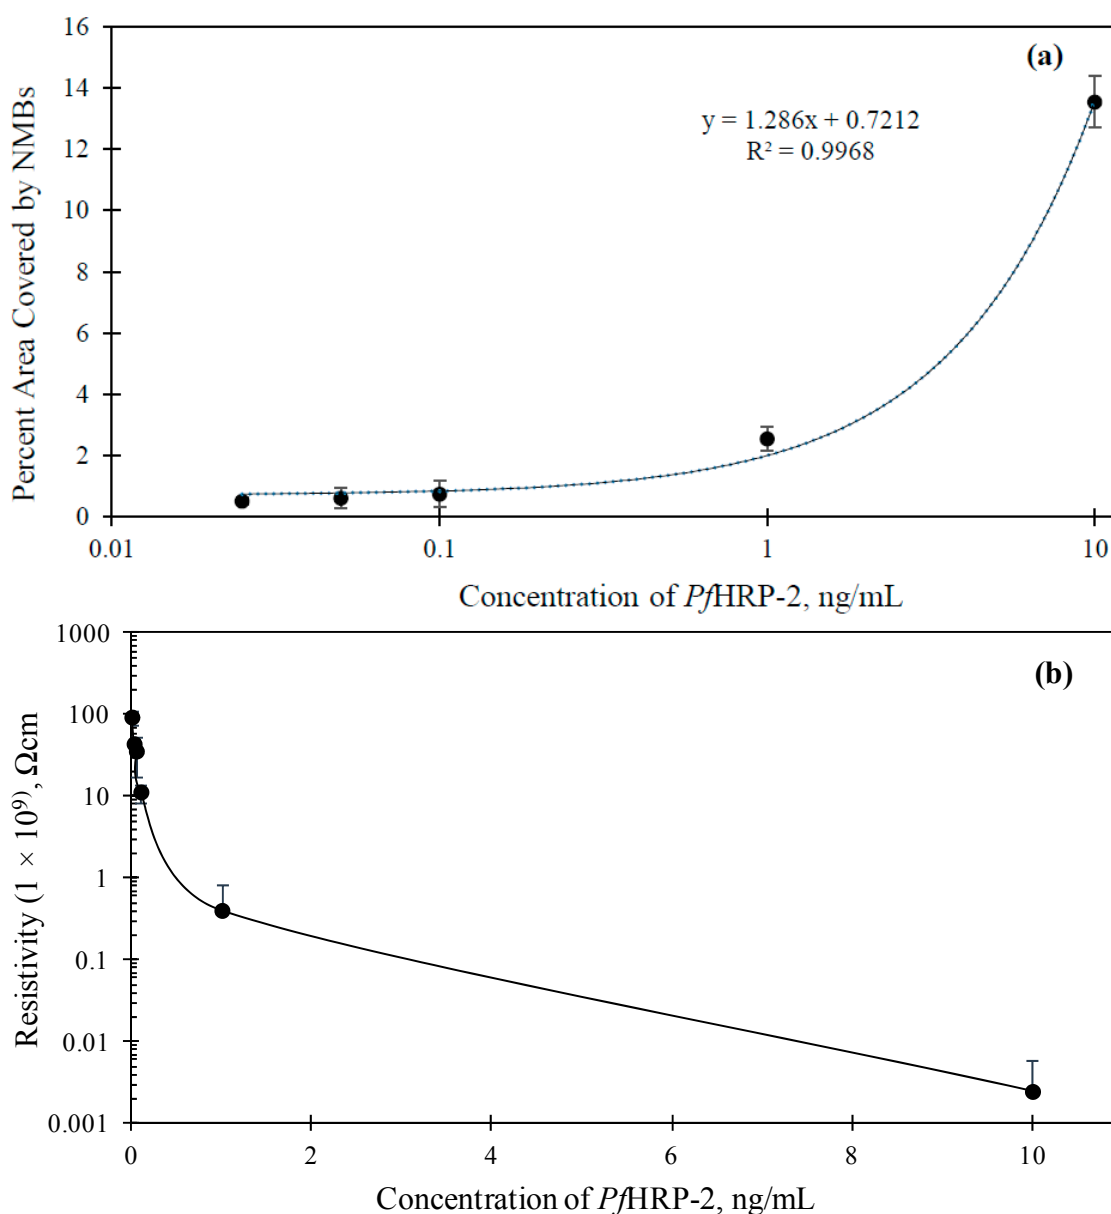 (a)
y = 1.286x + 0.7212
R² = 0.9968
Percent Area Covered by NMBs
16
14
12
10
8
6
4
2
0
0.01 0.1 1 10
Concentration of PfHRP-2, ng/mL
(b)
Resistivity (1 × 10⁹⁾, Ωcm
1000
100
10
1
0.1
0.01
0.001
0 2 4 6 8 10
Concentration of PfHRP-2, ng/mL